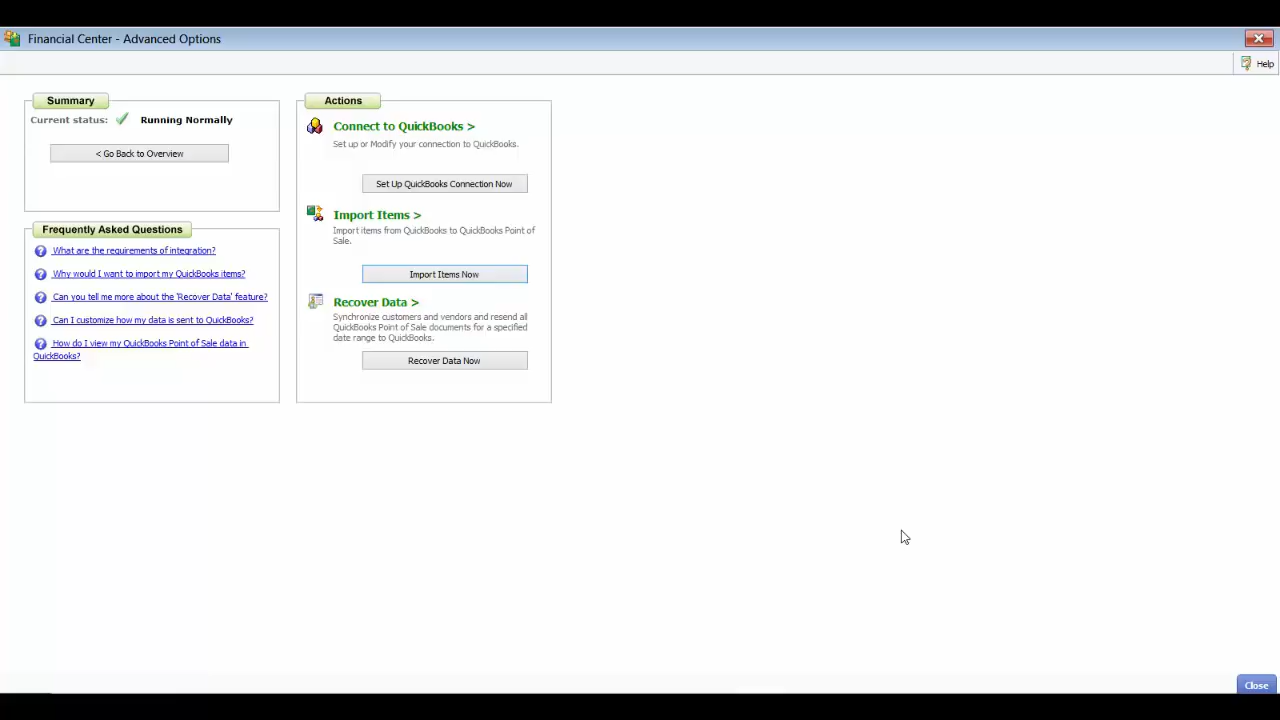 Financial Center - Advanced Options
Help
Summary
Current status: Running Normally
< Go Back to Overview
Frequently Asked Questions
What are the requirements of integration?
Why would I want to import my QuickBooks items?
Can you tell me more about the 'Recover Data' feature?
Can I customize how my data is sent to QuickBooks?
How do I view my QuickBooks Point of Sale data in
QuickBooks?
Actions
Connect to QuickBooks >
Set up or Modify your connection to QuickBooks.
Set Up QuickBooks Connection Now
Import Items >
Import items from QuickBooks to QuickBooks Point of
Sale.
Import Items Now
Recover Data >
Synchronize customers and vendors and resend all
QuickBooks Point of Sale documents for a specified
date range to QuickBooks.
Recover Data Now
Close